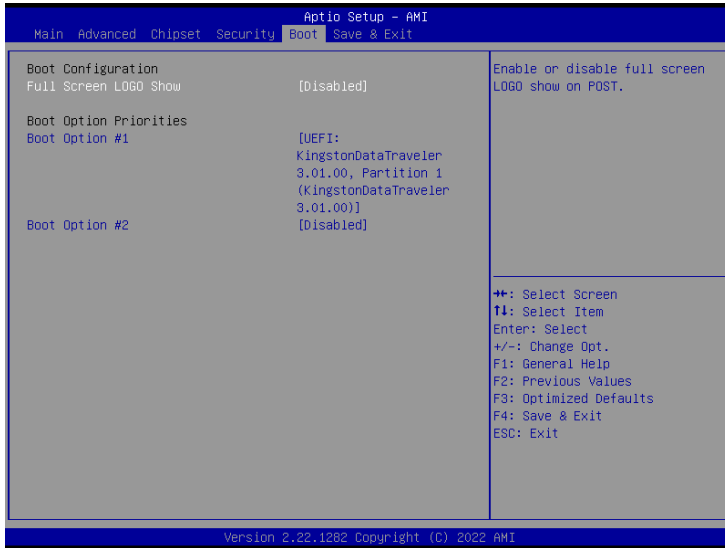 Aptio Setup – AMI
Main Advanced Chipset Security Boot Save & Exit
Boot Configuration
Full Screen LOGO Show [Disabled]
Boot Option Priorities
Boot Option #1 [UEFI:
KingstonDataTraveler
3.01.00, Partition 1
(KingstonDataTraveler
3.01.00)]
Boot Option #2 [Disabled]
Enable or disable full screen
LOGO show on POST.
→←: Select Screen
↑↓: Select Item
Enter: Select
+/-: Change Opt.
F1: General Help
F2: Previous Values
F3: Optimized Defaults
F4: Save & Exit
ESC: Exit
Version 2.22.1282 Copyright (C) 2022 AMI